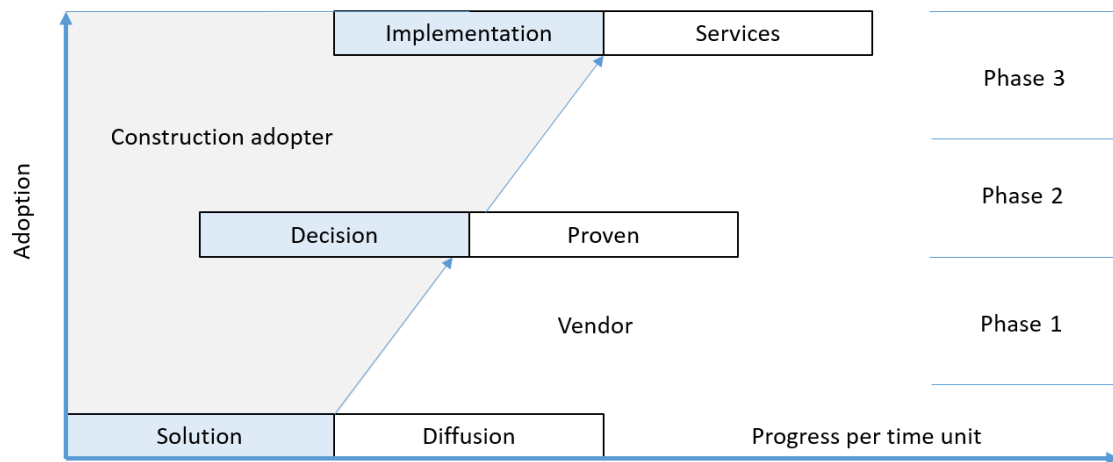 Implementation
Services
Phase 3
Construction adopter
Adoption
Phase 2
Decision
Proven
Vendor
Phase 1
Solution
Diffusion
Progress per time unit